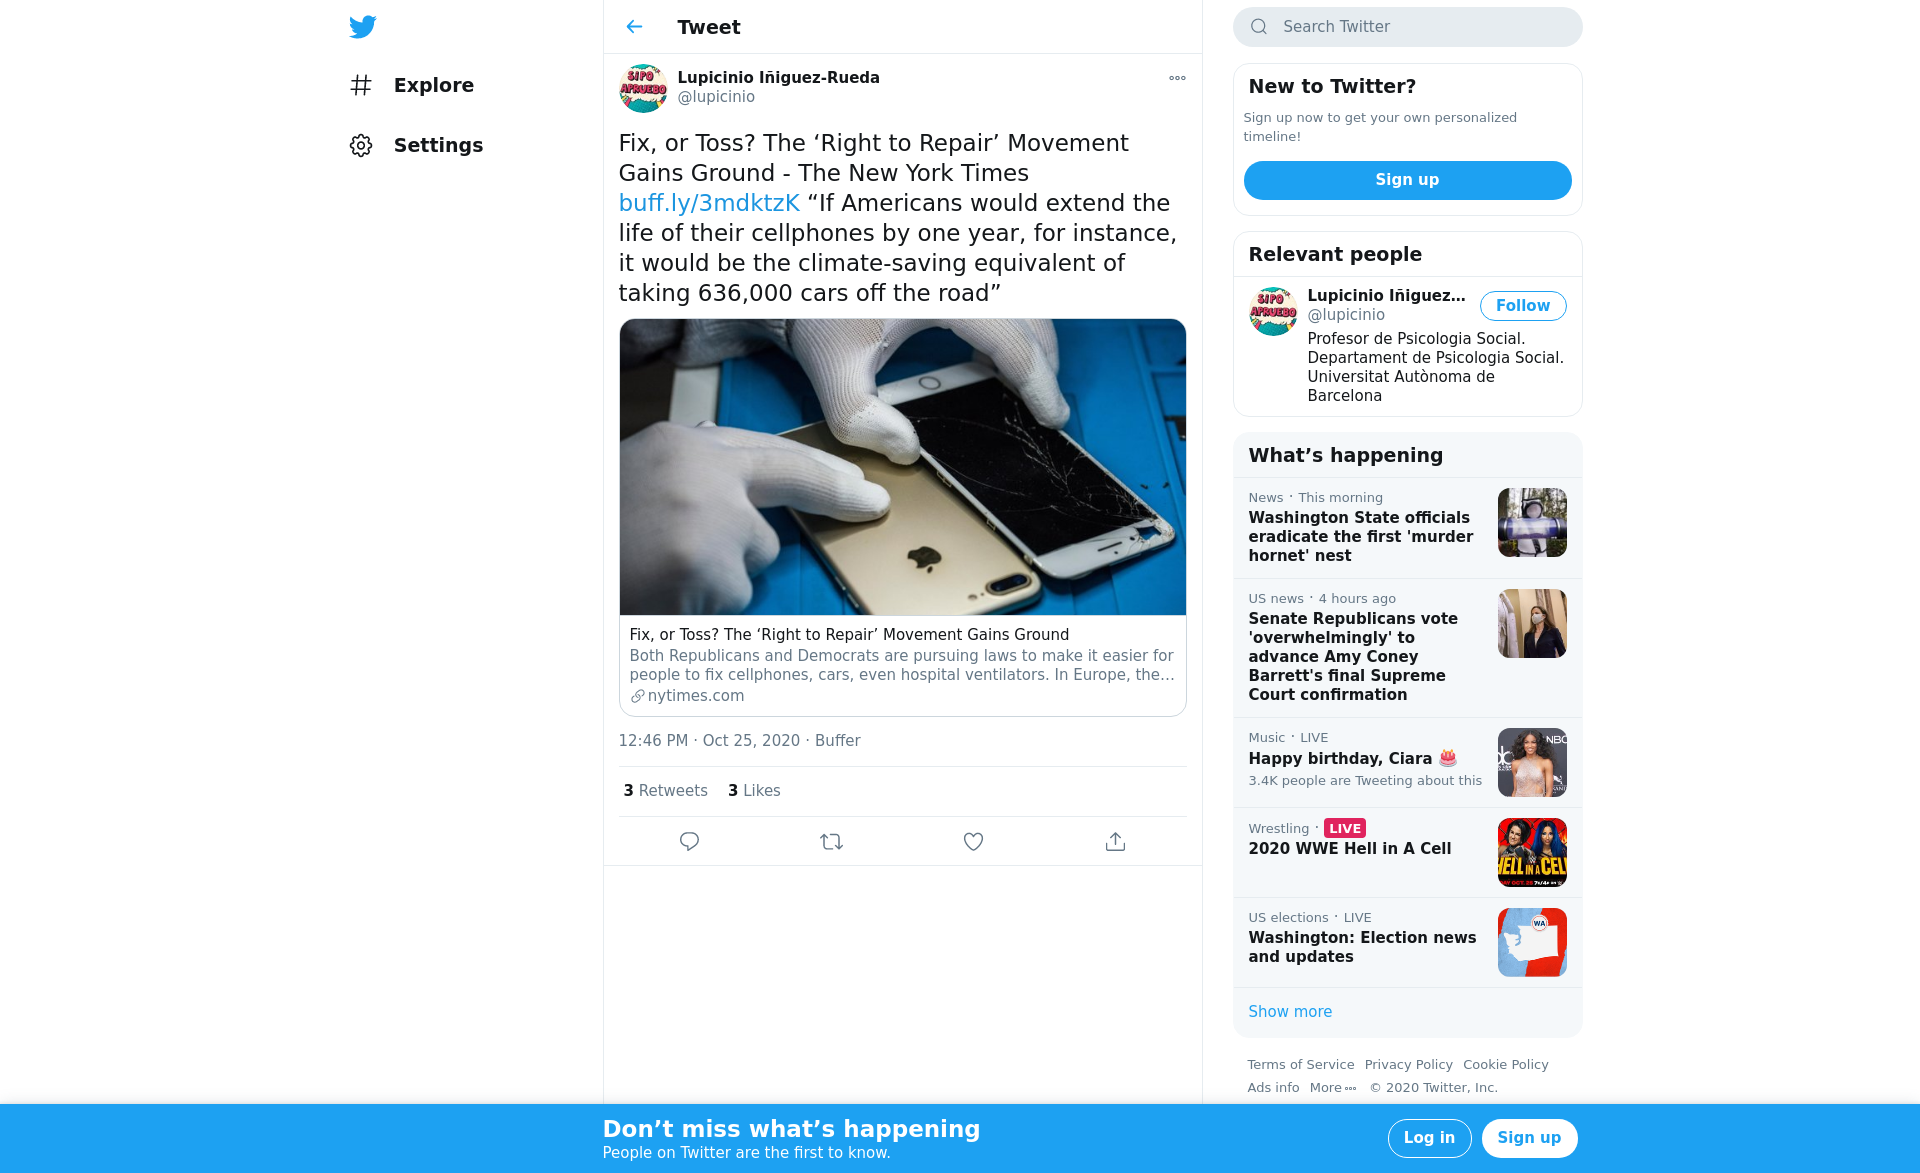 Explore
Settings
Tweet
Lupicinio Iñiguez-Rueda
@lupicinio
Fix, or Toss? The ‘Right to Repair’ Movement
Gains Ground - The New York Times
buff.ly/3mdktzK “If Americans would extend the
life of their cellphones by one year, for instance,
it would be the climate-saving equivalent of
taking 636,000 cars off the road”
Fix, or Toss? The ‘Right to Repair’ Movement Gains Ground
Both Republicans and Democrats are pursuing laws to make it easier for
people to fix cellphones, cars, even hospital ventilators. In Europe, the…
nytimes.com
12:46 PM · Oct 25, 2020 · Buffer
3 Retweets 3 Likes
Search Twitter
New to Twitter?
Sign up now to get your own personalized
timeline!
Sign up
Relevant people
SIPO
APRUEBO
Lupicinio Iñiguez…
@lupicinio
Follow
Profesor de Psicologia Social.
Departament de Psicologia Social.
Universitat Autònoma de
Barcelona
What’s happening
News · This morning
Washington State officials
eradicate the first 'murder
hornet' nest
US news · 4 hours ago
Senate Republicans vote
'overwhelmingly' to
advance Amy Coney
Barrett's final Supreme
Court confirmation
Music · LIVE
Happy birthday, Ciara 🎂
3.4K people are Tweeting about this
NBC
Wrestling · LIVE
2020 WWE Hell in A Cell
HELL IN A CELL
US elections · LIVE
Washington: Election news
and updates
WA
Show more
Terms of Service Privacy Policy Cookie Policy
Ads info More © 2020 Twitter, Inc.
Don’t miss what’s happening
People on Twitter are the first to know.
Log in
Sign up